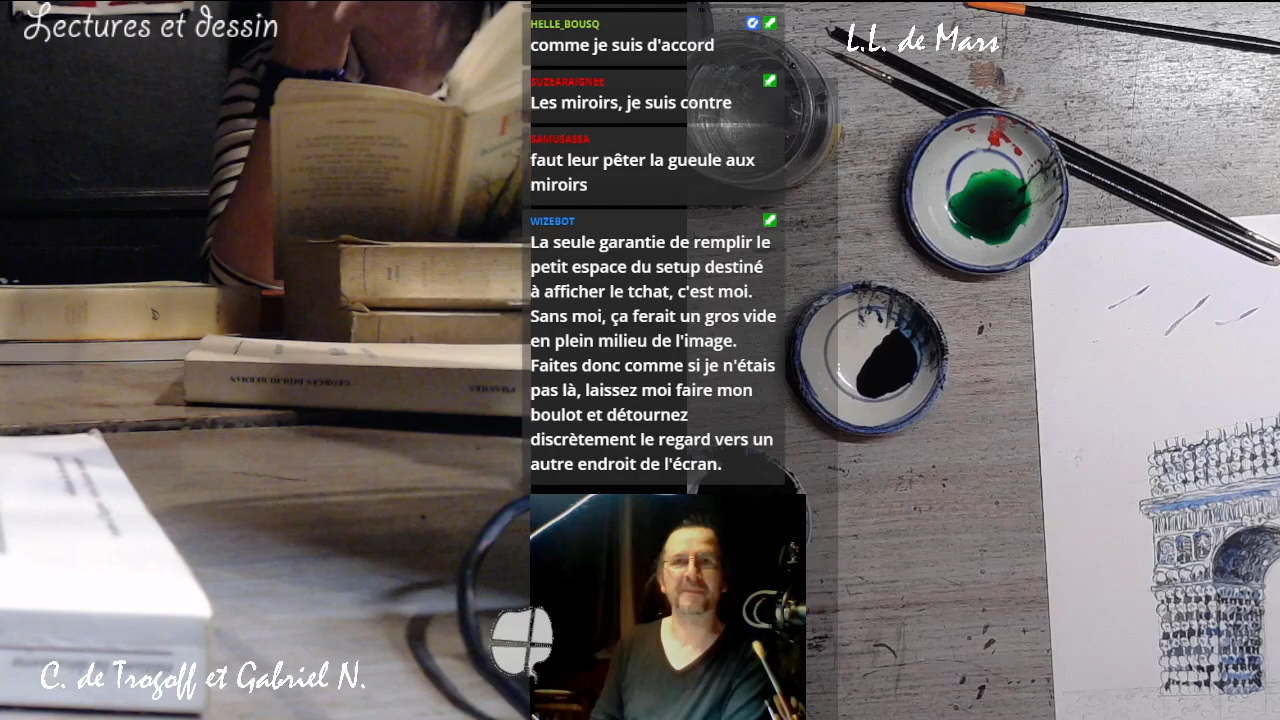 Lectures et dessin
L.L. de Mars
HELLE_BOUSQ
comme je suis d'accord
SUZEARAIGNEE
Les miroirs, je suis contre
SAMUSASSA
faut leur pêter la gueule aux
miroirs
WIZEBOT
La seule garantie de remplir le
petit espace du setup destiné
à afficher le tchat, c'est moi.
Sans moi, ça ferait un gros vide
en plein milieu de l'image.
Faites donc comme si je n'étais
pas là, laissez moi faire mon
boulot et détournez
discrètement le regard vers un
autre endroit de l'écran.
GEORGES DIDI-HUBERMAN
PHASMES
C. de Trogoff et Gabriel N.